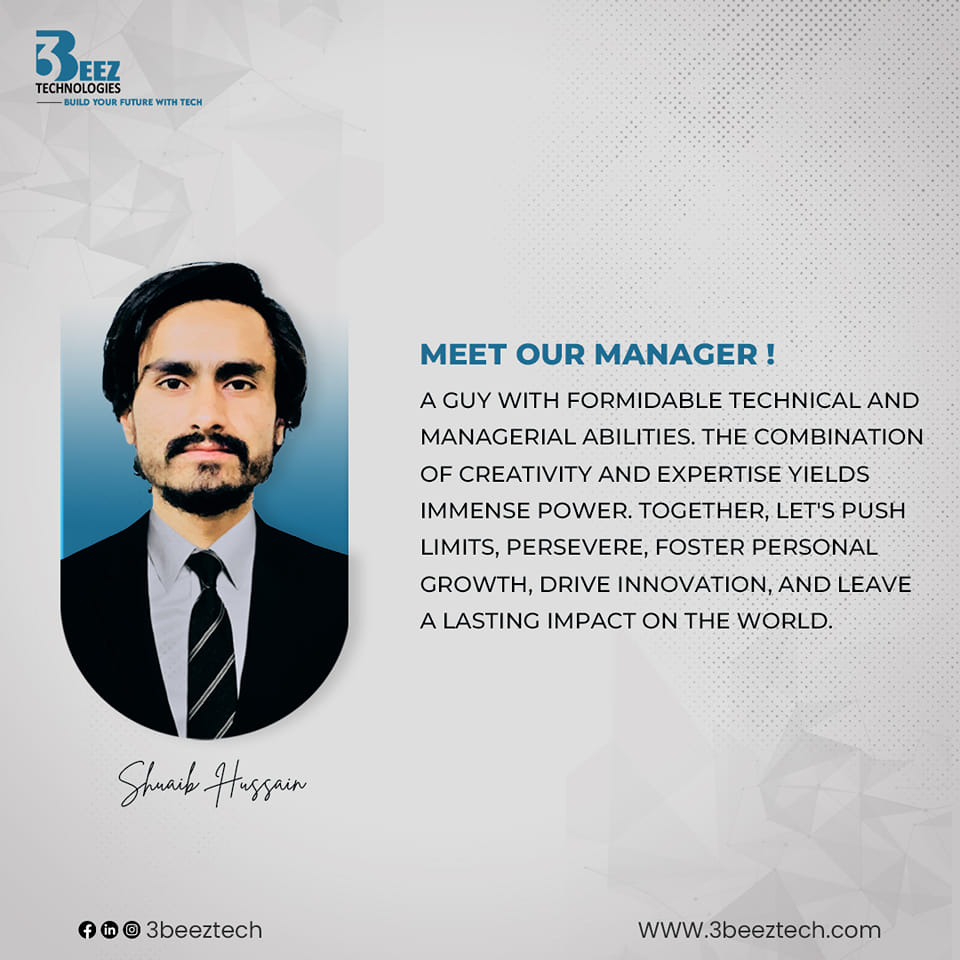 3BEEZ
TECHNOLOGIES
BUILD YOUR FUTURE WITH TECH
MEET OUR MANAGER !
A GUY WITH FORMIDABLE TECHNICAL AND
MANAGERIAL ABILITIES. THE COMBINATION
OF CREATIVITY AND EXPERTISE YIELDS
IMMENSE POWER. TOGETHER, LET'S PUSH
LIMITS, PERSEVERE, FOSTER PERSONAL
GROWTH, DRIVE INNOVATION, AND LEAVE
A LASTING IMPACT ON THE WORLD.
Shuaib Hussain
3beeztech
WWW.3beeztech.com